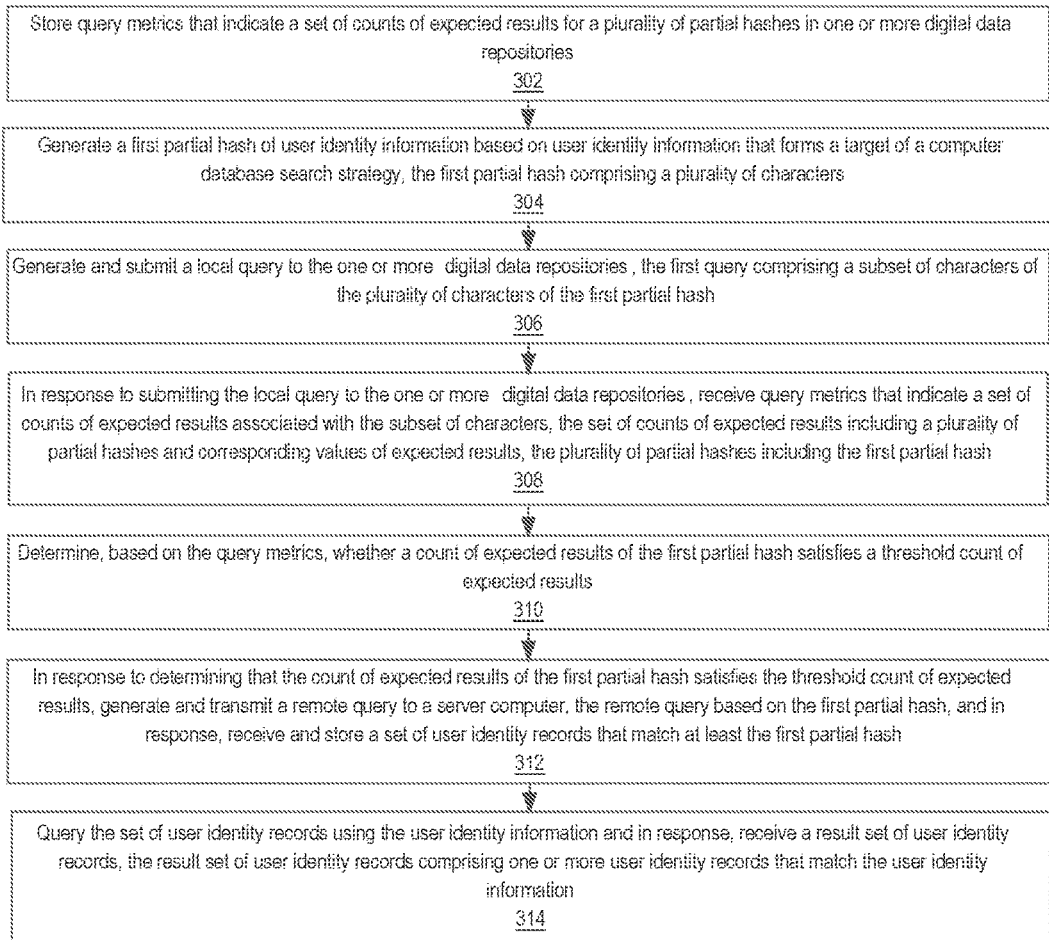 Store query metrics that indicate a set of counts of expected results for a plurality of partial hashes in one or more digital data
repositories
302
Generate a first partial hash of user identity information based on user identity information that forms a target of a computer
database search strategy, the first partial hash comprising a plurality of characters
304
Generate and submit a local query to the one or more digital data repositories , the first query comprising a subset of characters of
the plurality of characters of the first partial hash
306
In response to submitting the local query to the one or more digital data repositories , receive query metrics that indicate a set of
counts of expected results associated with the subset of characters, the set of counts of expected results including a plurality of
partial hashes and corresponding values of expected results, the plurality of partial hashes including the first partial hash
308
Determine, based on the query metrics, whether a count of expected results of the first partial hash satisfies a threshold count of
expected results
310
In response to determining that the count of expected results of the first partial hash satisfies the threshold count of expected
results, generate and transmit a remote query to a server computer, the remote query based on the first partial hash, and in
response, receive and store a set of user identity records that match at least the first partial hash
312
Query the set of user identity records using the user identity information and in response, receive a result set of user identity
records, the result set of user identity records comprising one or more user identity records that match the user identity
information
314